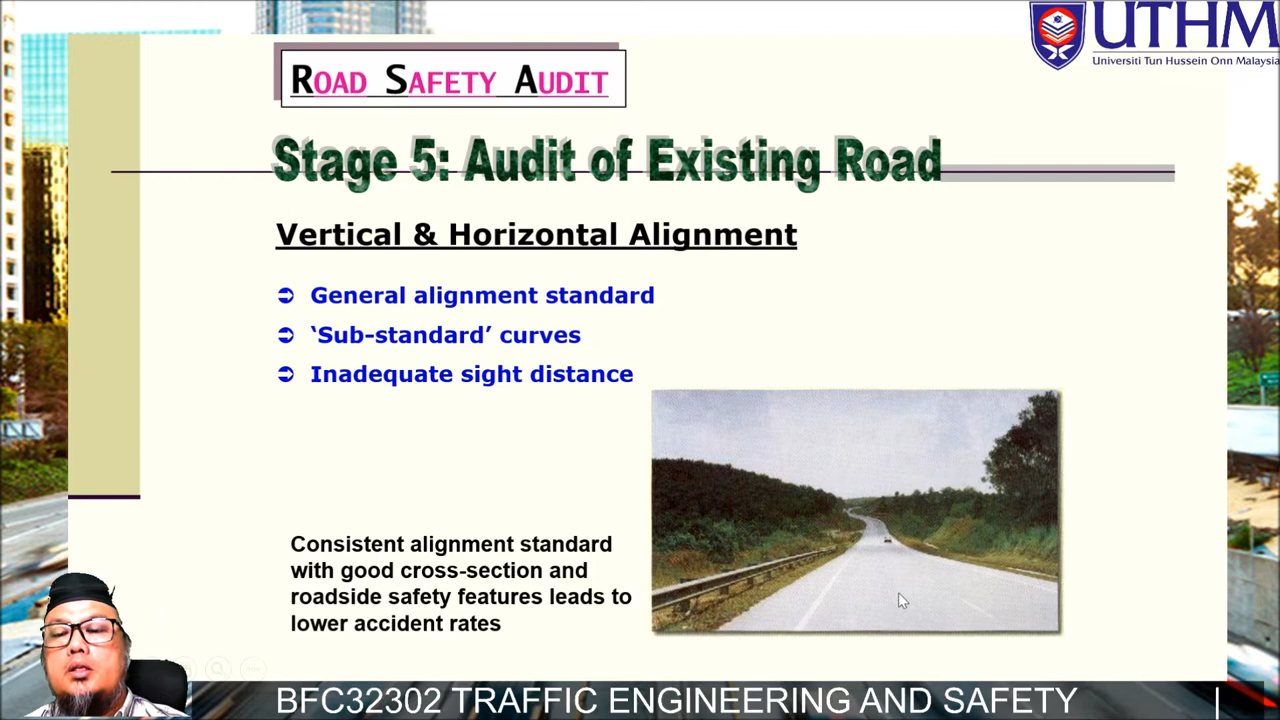 UTHM
Universiti Tun Hussein Onn Malaysia
ROAD SAFETY AUDIT
Stage 5: Audit of Existing Road
Vertical & Horizontal Alignment
➲ General alignment standard
➲ ‘Sub-standard’ curves
➲ Inadequate sight distance
Consistent alignment standard
with good cross-section and
roadside safety features leads to
lower accident rates
BFC32302 TRAFFIC ENGINEERING AND SAFETY